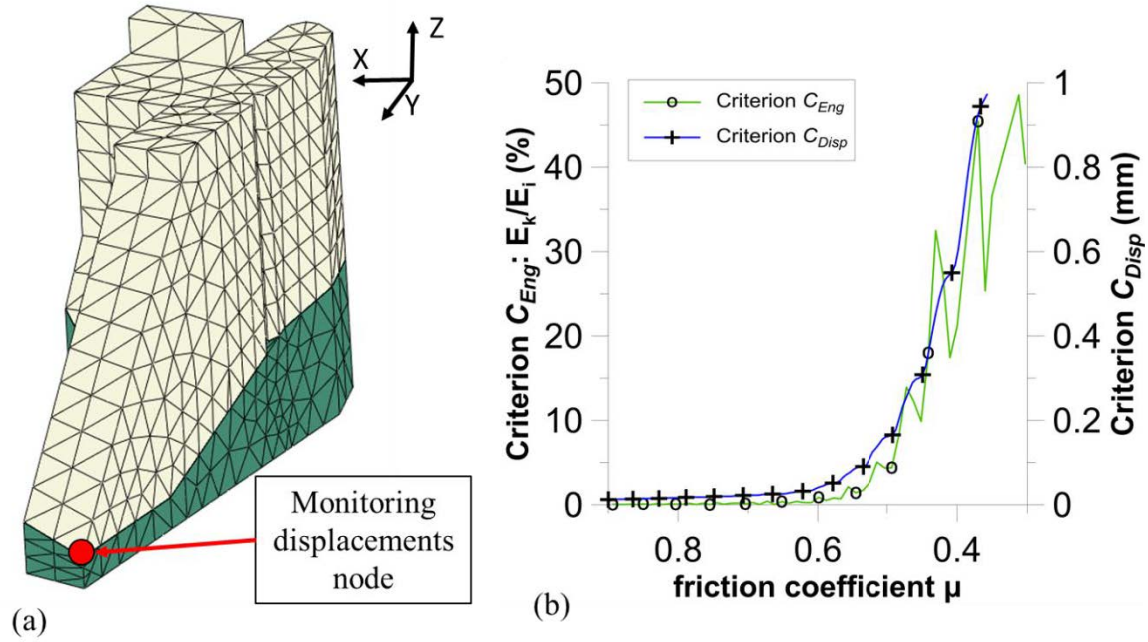 Z
X
Y
Monitoring
displacements
node
(a)
Criterion C_Eng
Criterion C_Disp
Criterion C_Eng: E_k/E_i (%)
50
40
30
20
10
0
1
0.8
0.6
0.4
0.2
0
Criterion C_Disp (mm)
0.8 0.6 0.4
friction coefficient μ
(b)